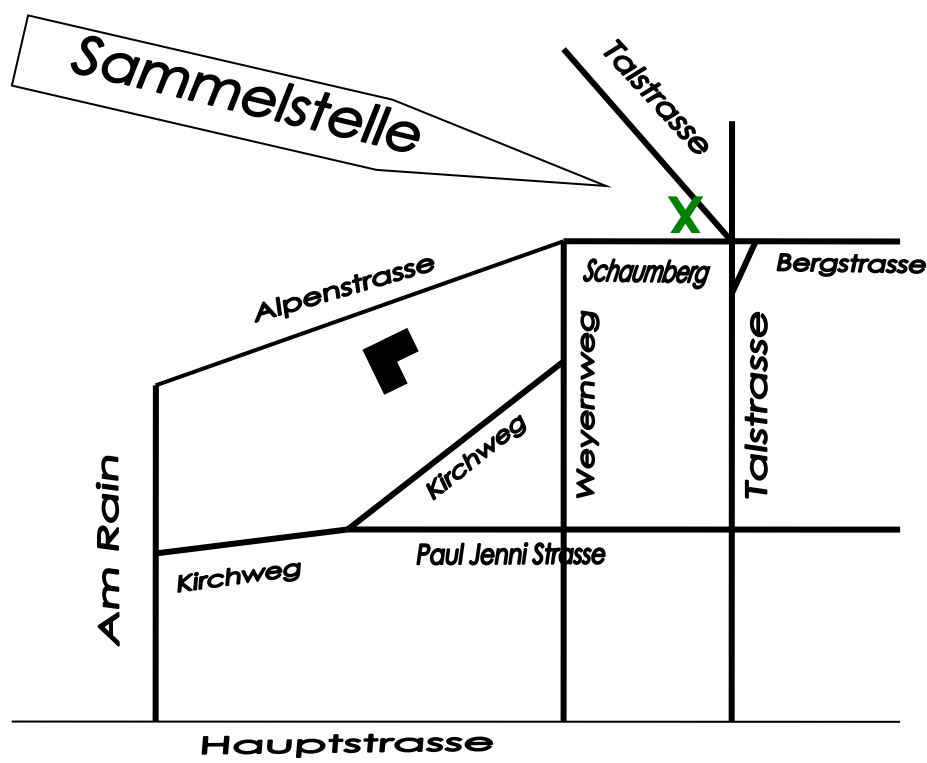 Sammelstelle
Talstrasse
X
Alpenstrasse
Schaumberg
Bergstrasse
Weyernweg
Talstrasse
Kirchweg
Am Rain
Paul Jenni Strasse
Kirchweg
Hauptstrasse